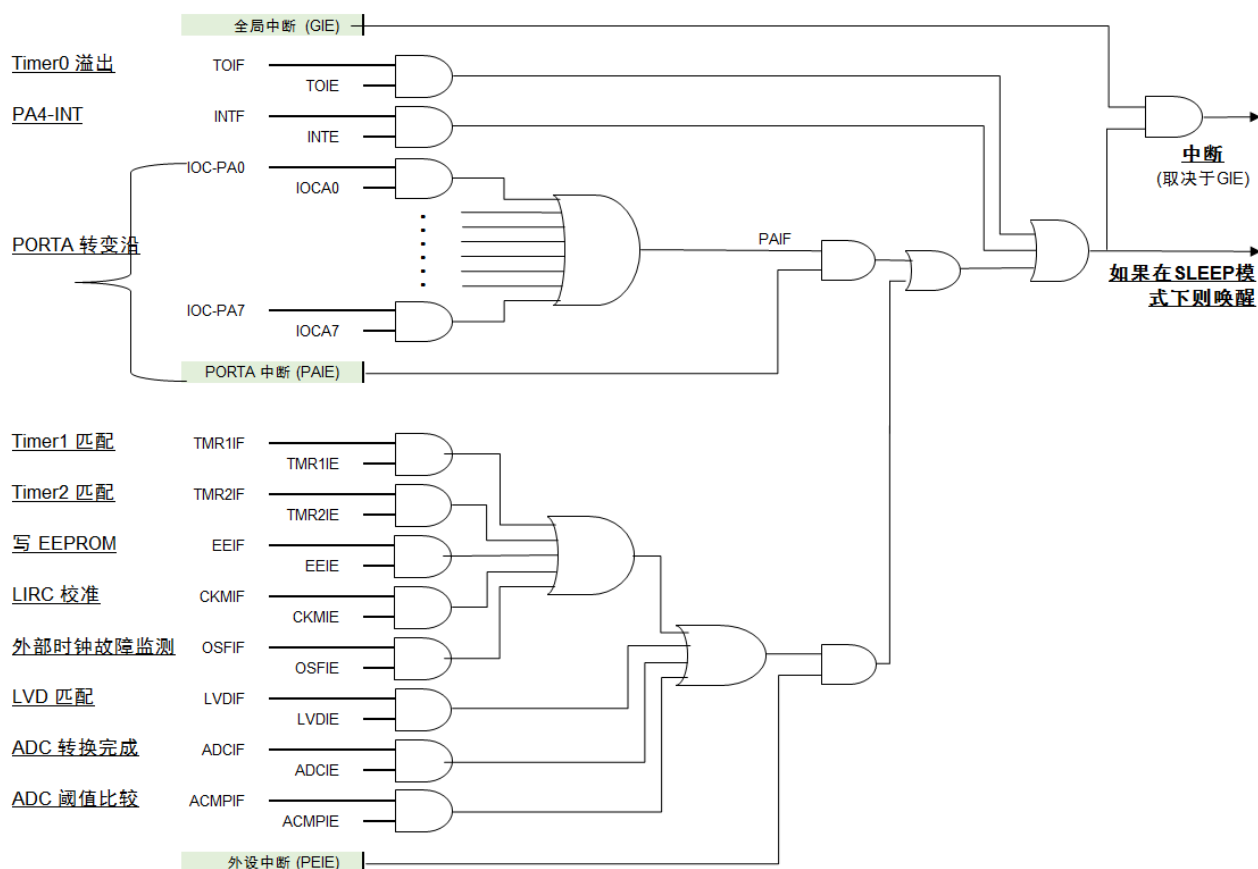 全局中断 (GIE)
Timer0 溢出
TOIF
TOIE
PA4-INT
INTF
INTE
中断
(取决于GIE)
IOC-PA0
IOCA0
PORTA 转变沿
PAIF
如果在SLEEP模
式下则唤醒
IOC-PA7
IOCA7
PORTA 中断 (PAIE)
Timer1 匹配
TMR1IF
TMR1IE
Timer2 匹配
TMR2IF
TMR2IE
写 EEPROM
EEIF
EEIE
LIRC 校准
CKMIF
CKMIE
外部时钟故障监测
OSFIF
OSFIE
LVD 匹配
LVDIF
LVDIE
ADC 转换完成
ADCIF
ADCIE
ADC 阈值比较
ACMPIF
ACMPIE
外设中断 (PEIE)